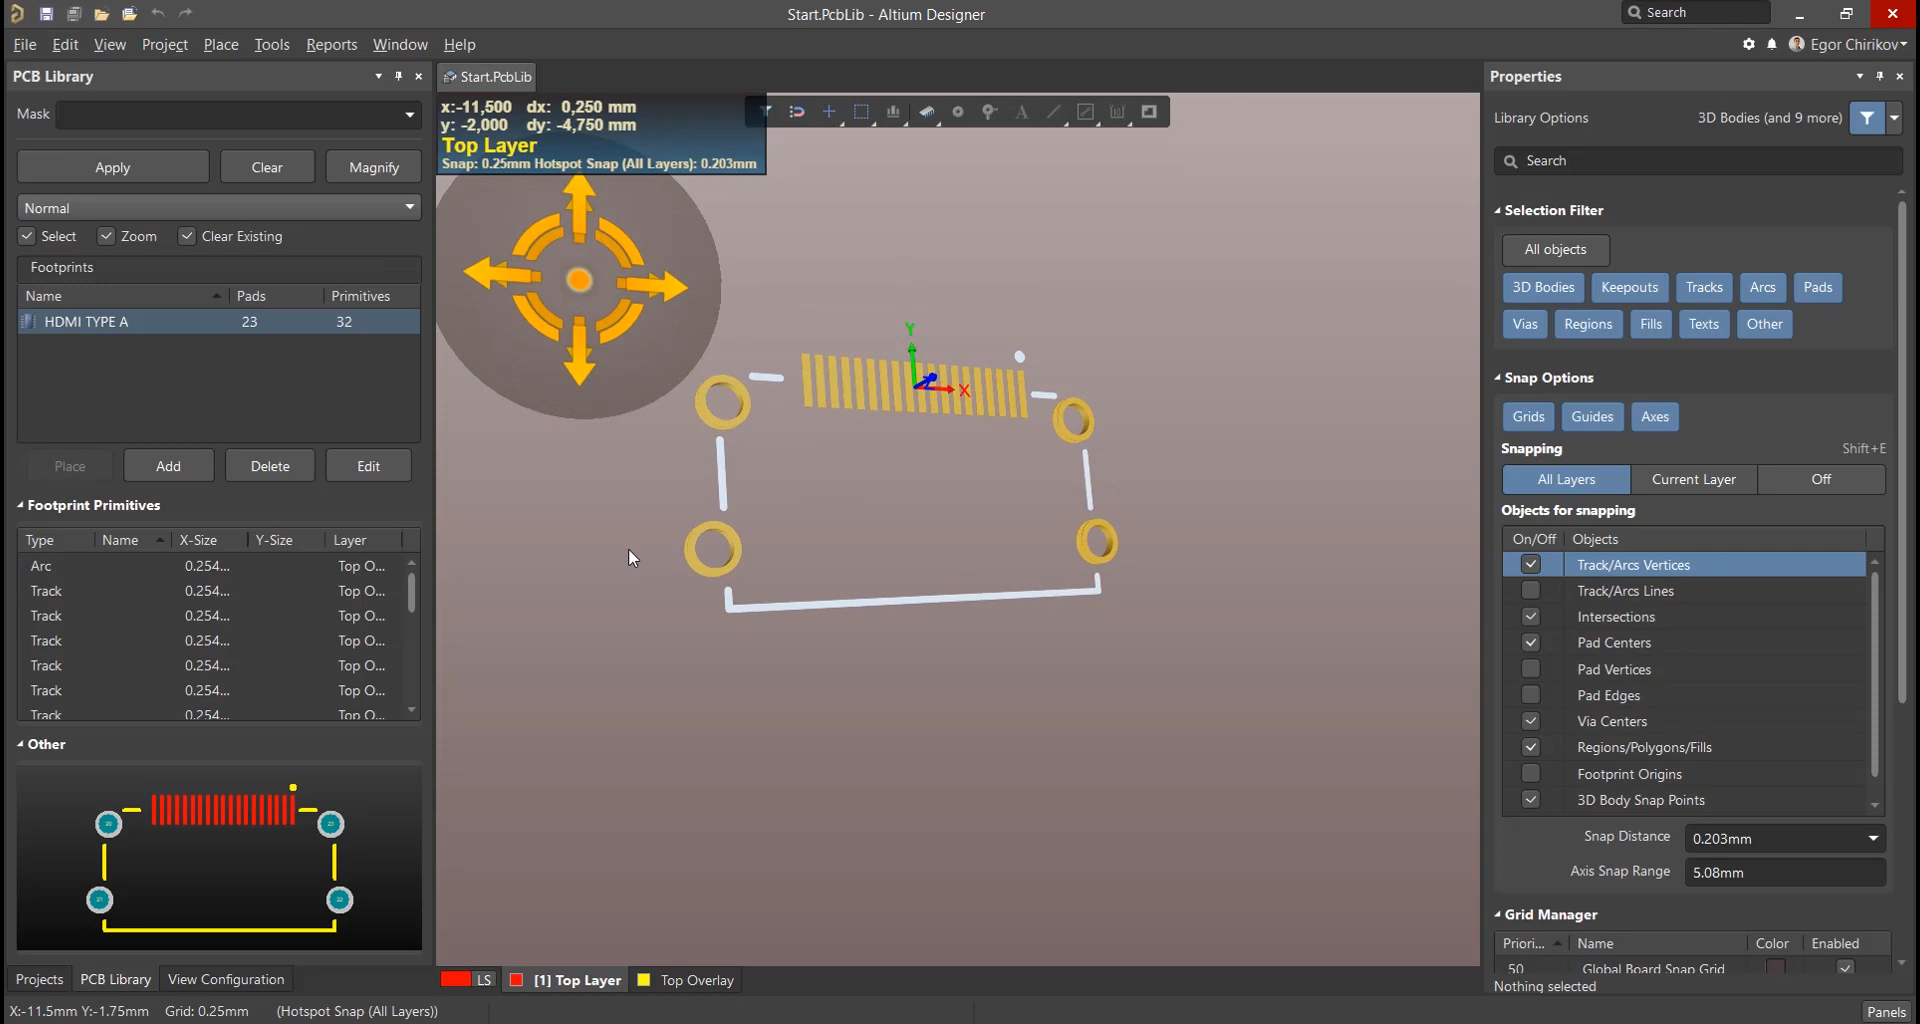 Start.PcbLib - Altium Designer
Search
File Edit View Project Place Tools Reports Window Help
Egor Chirikov
PCB Library
Start.PcbLib
Properties
Mask
x:-11,500 dx: 0,250 mm
y: -2,000 dy: -4,750 mm
Top Layer
Snap: 0.25mm Hotspot Snap (All Layers): 0.203mm
A
Library Options
3D Bodies (and 9 more)
Apply Clear Magnify
Search
Normal
Select Zoom Clear Existing
Footprints
Name Pads Primitives
HDMI TYPE A 23 32
Place Add Delete Edit
Footprint Primitives
Type Name X-Size Y-Size Layer
Arc 0.254... Top O...
Track 0.254... Top O...
Track 0.254... Top O...
Track 0.254... Top O...
Track 0.254... Top O...
Track 0.254... Top O...
Track 0.254... Top O...
Other
Projects PCB Library View Configuration
Y
X
LS [1] Top Layer Top Overlay
Selection Filter
All objects
3D Bodies Keepouts Tracks Arcs Pads
Vias Regions Fills Texts Other
Snap Options
Grids Guides Axes
Snapping Shift+E
All Layers Current Layer Off
Objects for snapping
On/Off Objects
Track/Arcs Vertices
Track/Arcs Lines
Intersections
Pad Centers
Pad Vertices
Pad Edges
Via Centers
Regions/Polygons/Fills
Footprint Origins
3D Body Snap Points
Snap Distance 0.203mm
Axis Snap Range 5.08mm
Grid Manager
Priori... Name Color Enabled
50 Global Board Snap Grid
Nothing selected
X:-11.5mm Y:-1.75mm Grid: 0.25mm (Hotspot Snap (All Layers))
Panels